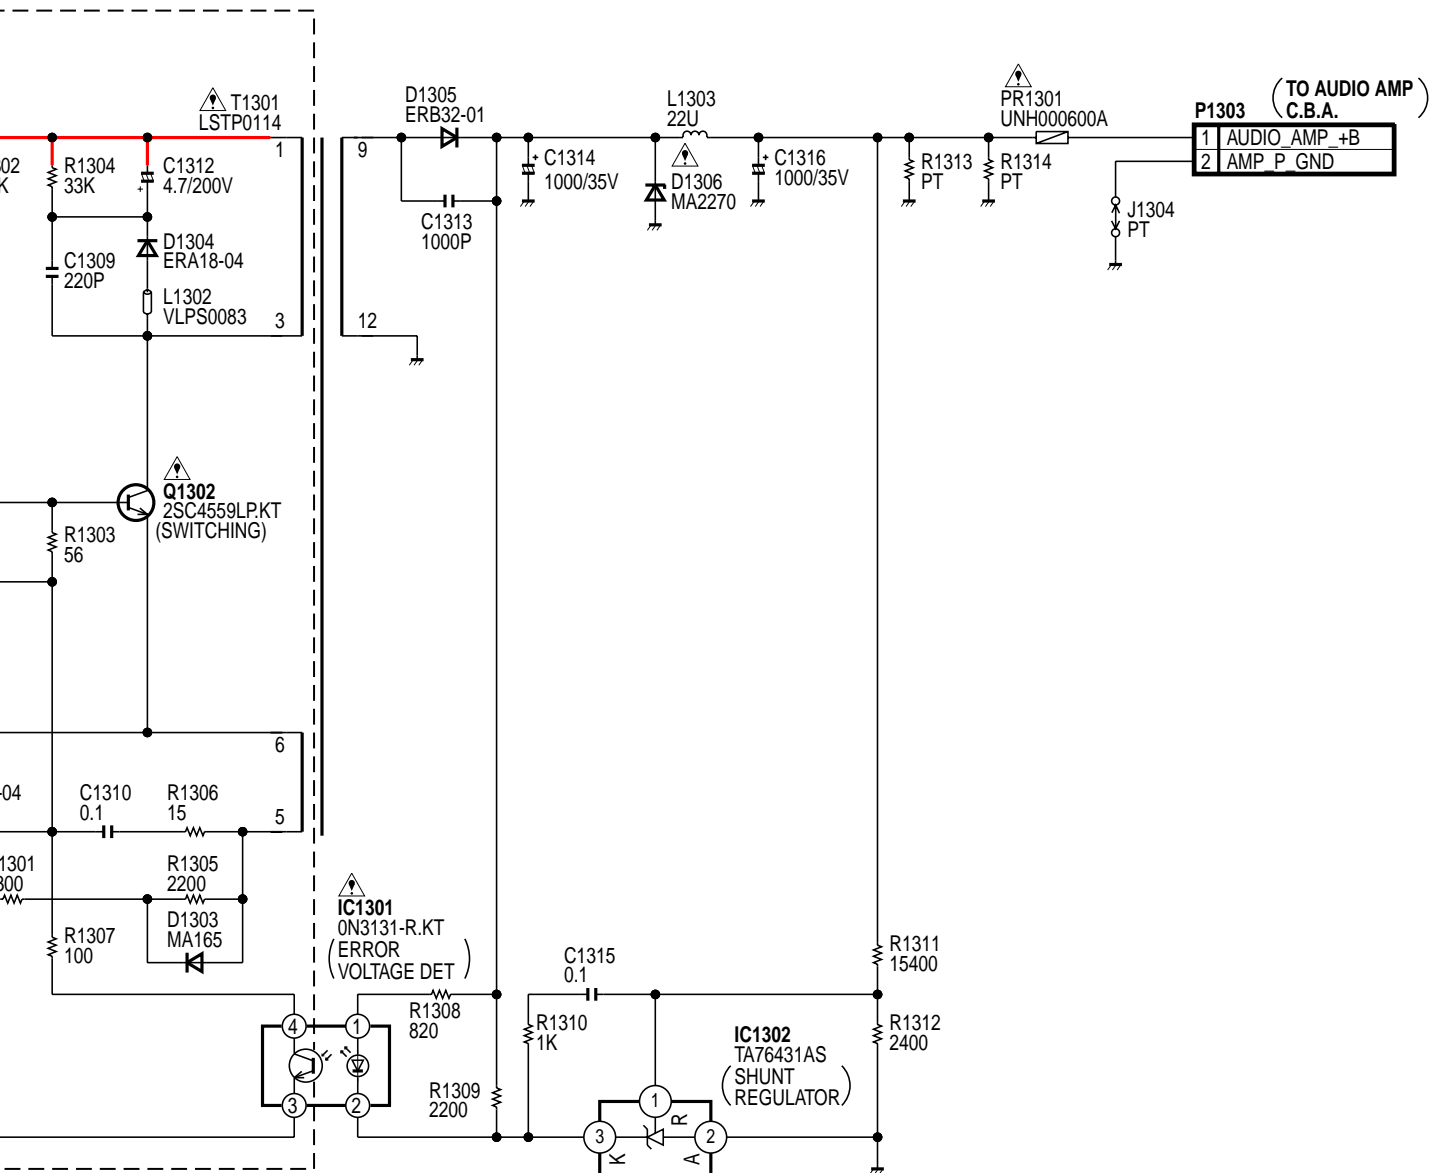 T1301
LSTP0114
1
3
02
K
R1304
33K
C1312
4.7/200V
+
D1304
ERA18-04
C1309
220P
L1302
VLPS0083
Q1302
2SC4559LP.KT
(SWITCHING)
R1303
56
6
5
-04
C1310
0.1
R1306
15
1301
R1305
2200
D1303
MA165
R1307
100
9
12
D1305
ERB32-01
C1313
1000P
+
C1314
1000/35V
L1303
22U
D1306
MA2270
+
C1316
1000/35V
R1313
PT
R1314
PT
PR1301
UNH000600A
P1303
(TO AUDIO AMP
C.B.A.)
1 AUDIO_AMP_+B
2 AMP_P_GND
J1304
PT
IC1301
0N3131-R.KT
(ERROR
VOLTAGE DET)
4
1
3
2
R1308
820
R1309
2200
C1315
0.1
R1310
1K
R1311
15400
R1312
2400
IC1302
TA76431AS
(SHUNT
REGULATOR)
1
R
3
2
K
A